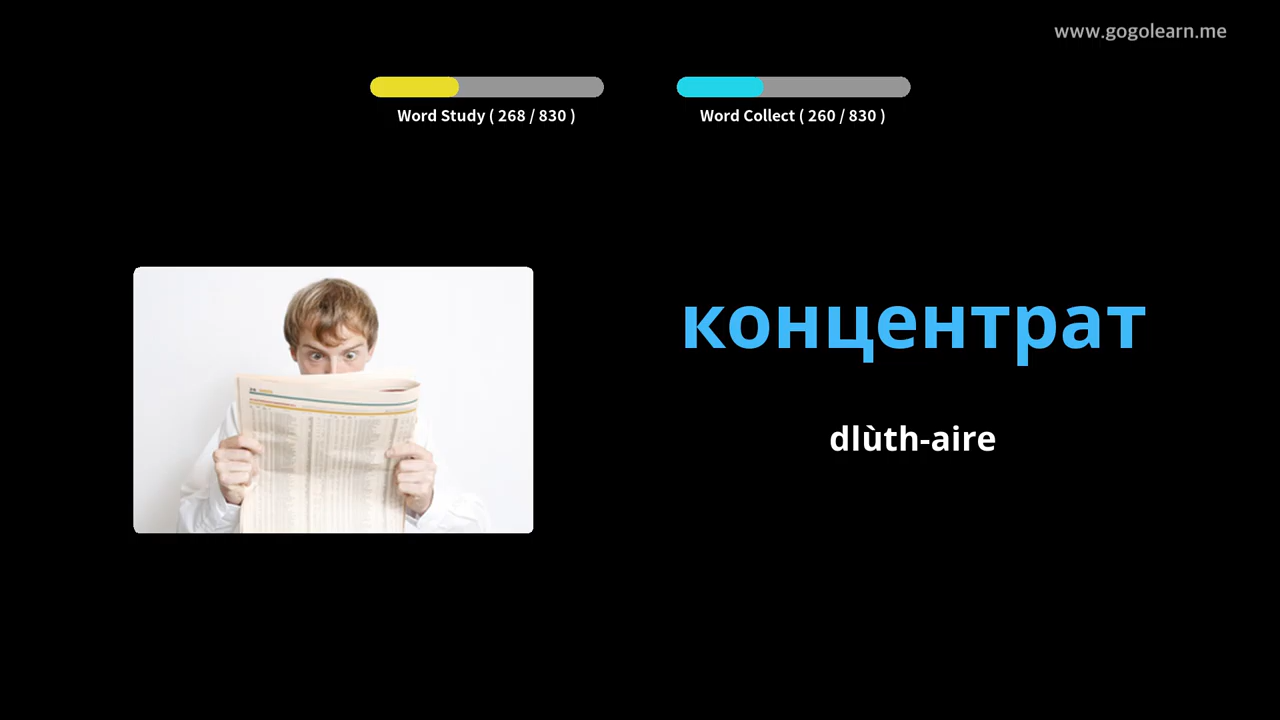 www.gogolearn.me
Word Study ( 268 / 830 )
Word Collect ( 260 / 830 )
концентрат
dlùth-aire